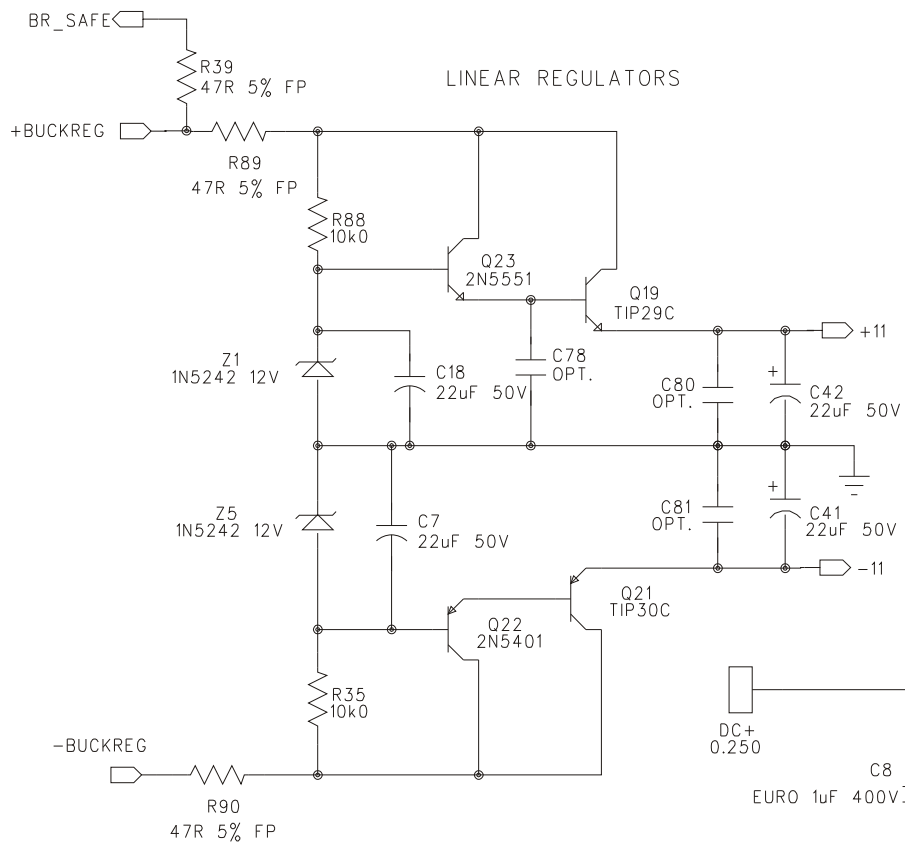 BR_SAFE
R39
47R 5% FP
LINEAR REGULATORS
+BUCKREG
R89
47R 5% FP
R88
10k0
Q23
2N5551
Q19
TIP29C
+11
Z1
1N5242 12V
C18
22uF 50V
C78
OPT.
C80
OPT.
+
C42
22uF 50V
Z5
1N5242 12V
C7
22uF 50V
C81
OPT.
+
C41
22uF 50V
-11
Q21
TIP30C
Q22
2N5401
R35
10k0
-BUCKREG
R90
47R 5% FP
DC+
0.250
C8
EURO 1uF 400V